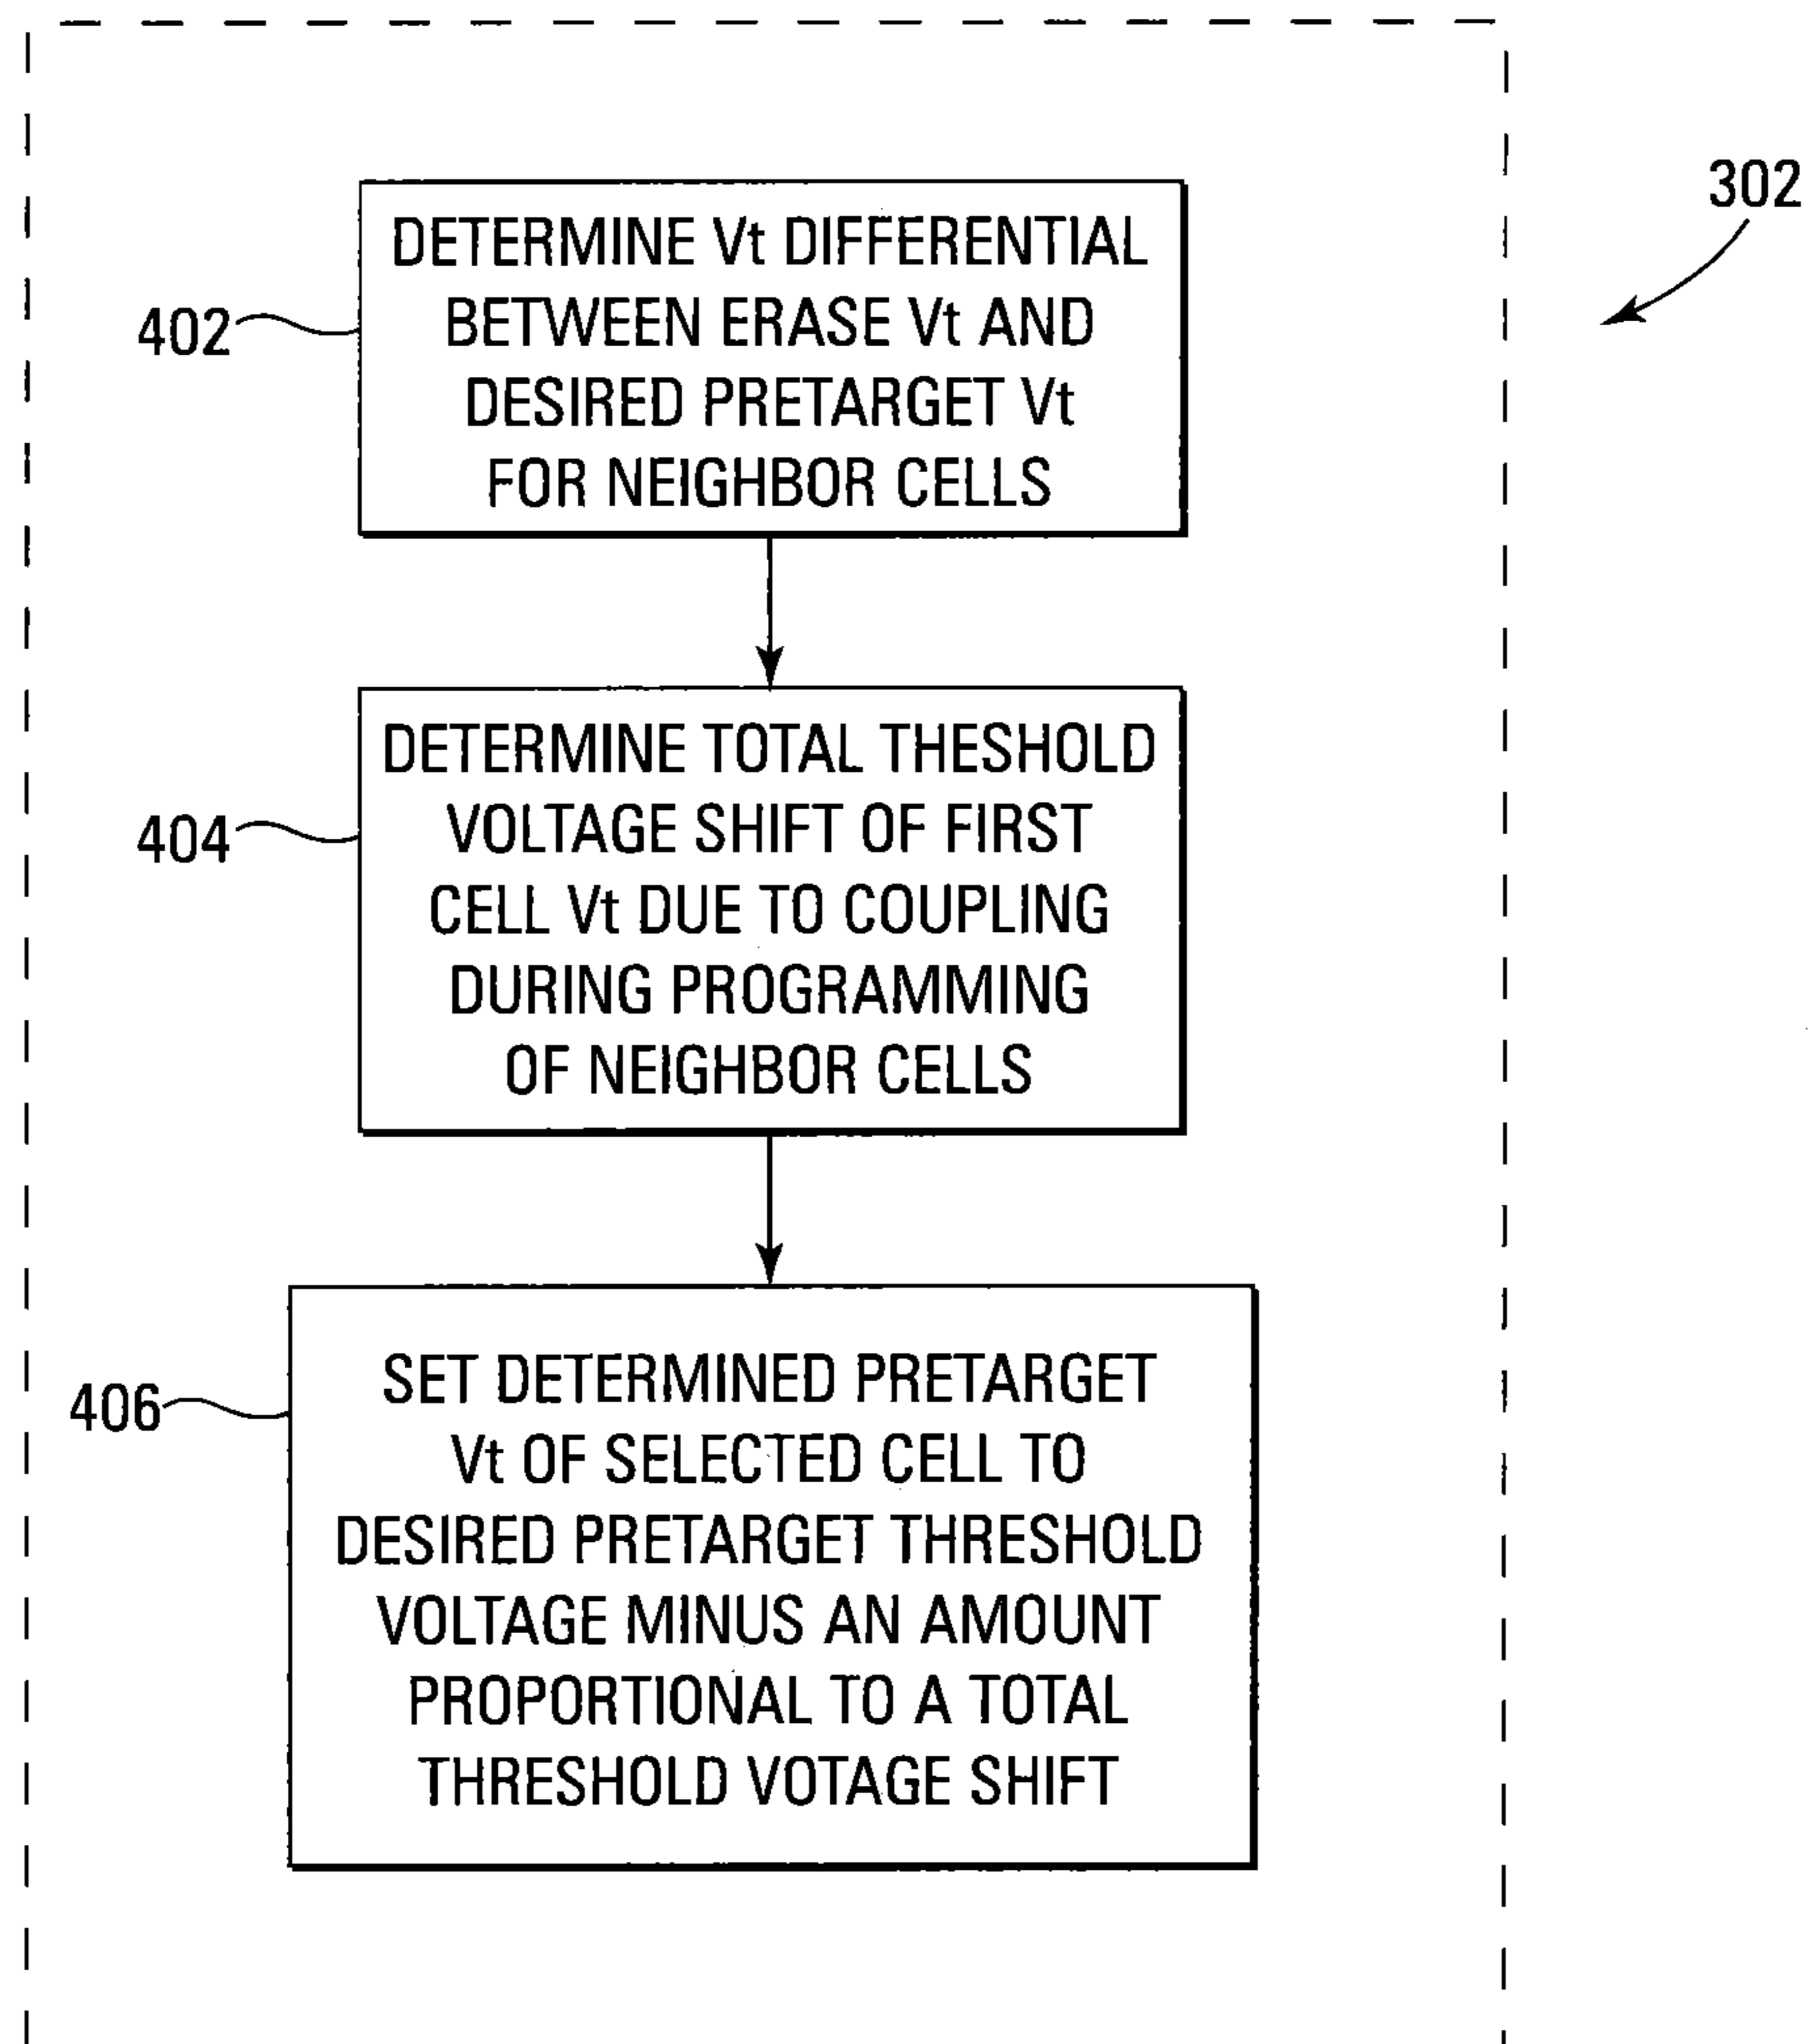 302
402
DETERMINE Vt DIFFERENTIAL
BETWEEN ERASE Vt AND
DESIRED PRETARGET Vt
FOR NEIGHBOR CELLS
404
DETERMINE TOTAL THESHOLD
VOLTAGE SHIFT OF FIRST
CELL Vt DUE TO COUPLING
DURING PROGRAMMING
OF NEIGHBOR CELLS
406
SET DETERMINED PRETARGET
Vt OF SELECTED CELL TO
DESIRED PRETARGET THRESHOLD
VOLTAGE MINUS AN AMOUNT
PROPORTIONAL TO A TOTAL
THRESHOLD VOTAGE SHIFT